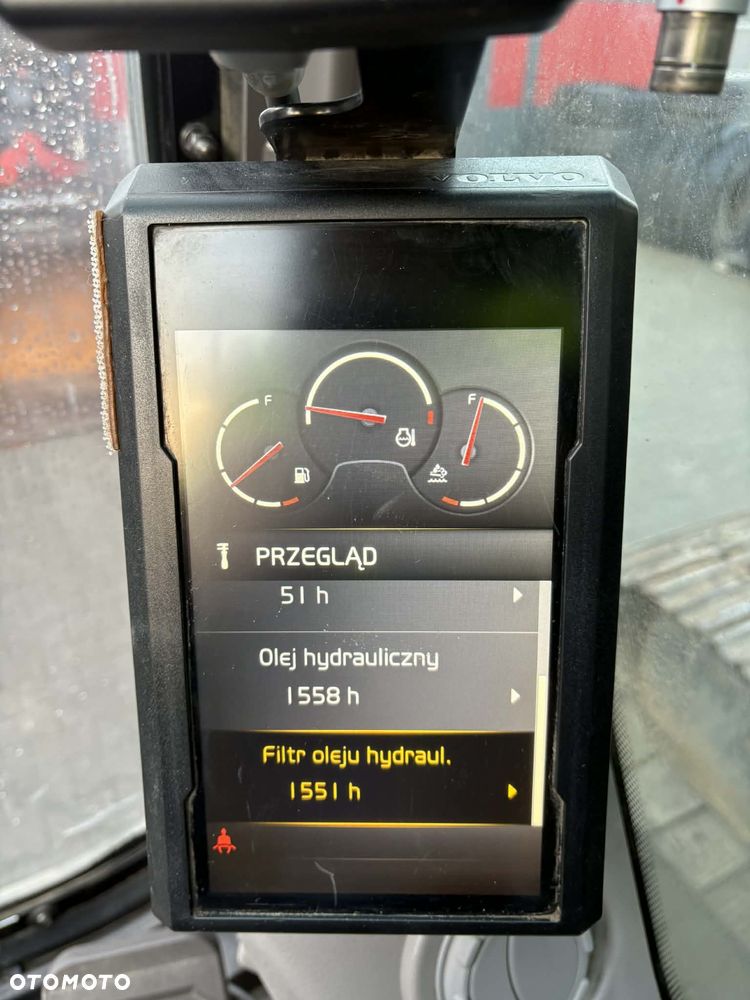 VOLVO
F
F
PRZEGLĄD
51 h
Olej hydrauliczny
1558 h
Filtr oleju hydraul.
1551 h
OTOMOTO